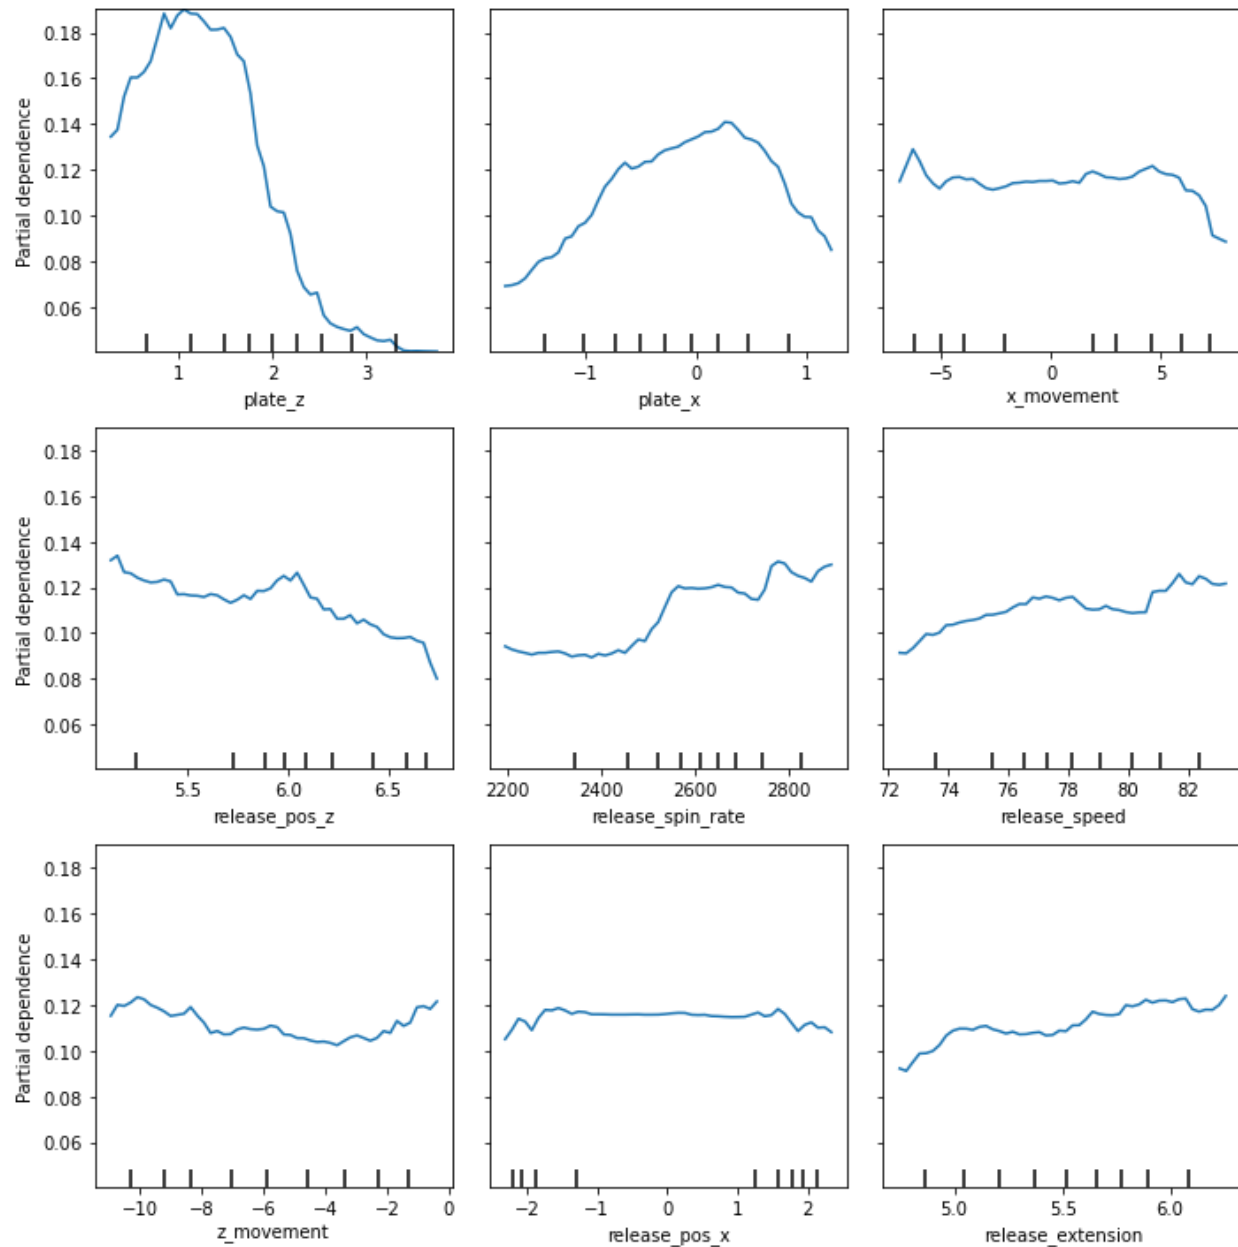 0.18
0.16
0.14
0.12
0.10
0.08
0.06
Partial dependence
1 2 3
plate_z
−1 0 1
plate_x
−5 0 5
x_movement
0.18
0.16
0.14
0.12
0.10
0.08
0.06
Partial dependence
5.5 6.0 6.5
release_pos_z
2200 2400 2600 2800
release_spin_rate
72 74 76 78 80 82
release_speed
0.18
0.16
0.14
0.12
0.10
0.08
0.06
Partial dependence
−10 −8 −6 −4 −2 0
z_movement
−2 −1 0 1 2
release_pos_x
5.0 5.5 6.0
release_extension